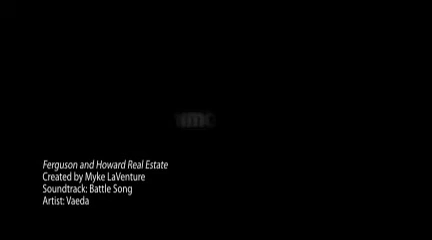 Ferguson and Howard Real Estate
Created by Myke LaVenture
Soundtrack: Battle Song
Artist: Vaeda